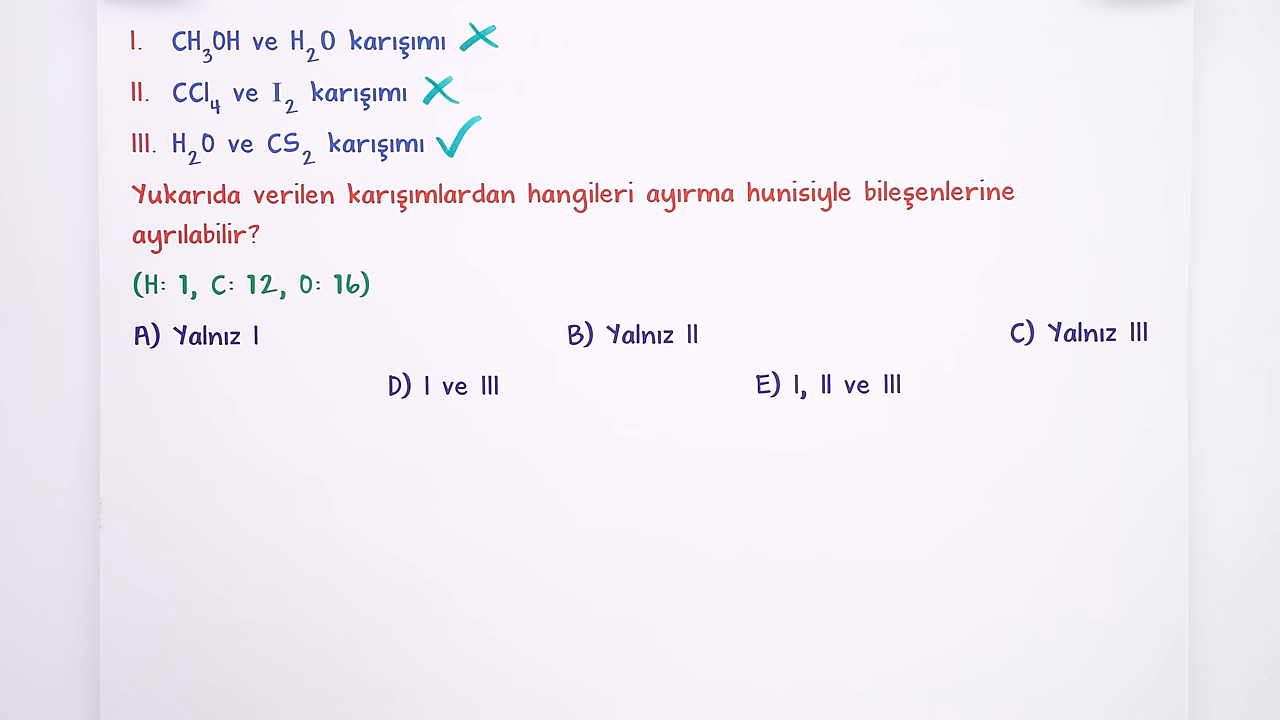 I. CH₃OH ve H₂O karışımı
II. CCl₄ ve I₂ karışımı
III. H₂O ve CS₂ karışımı
Yukarıda verilen karışımlardan hangileri ayırma hunisiyle bileşenlerine
ayrılabilir?
(H: 1, C: 12, O: 16)
A) Yalnız I B) Yalnız II C) Yalnız III
D) I ve III E) I, II ve III